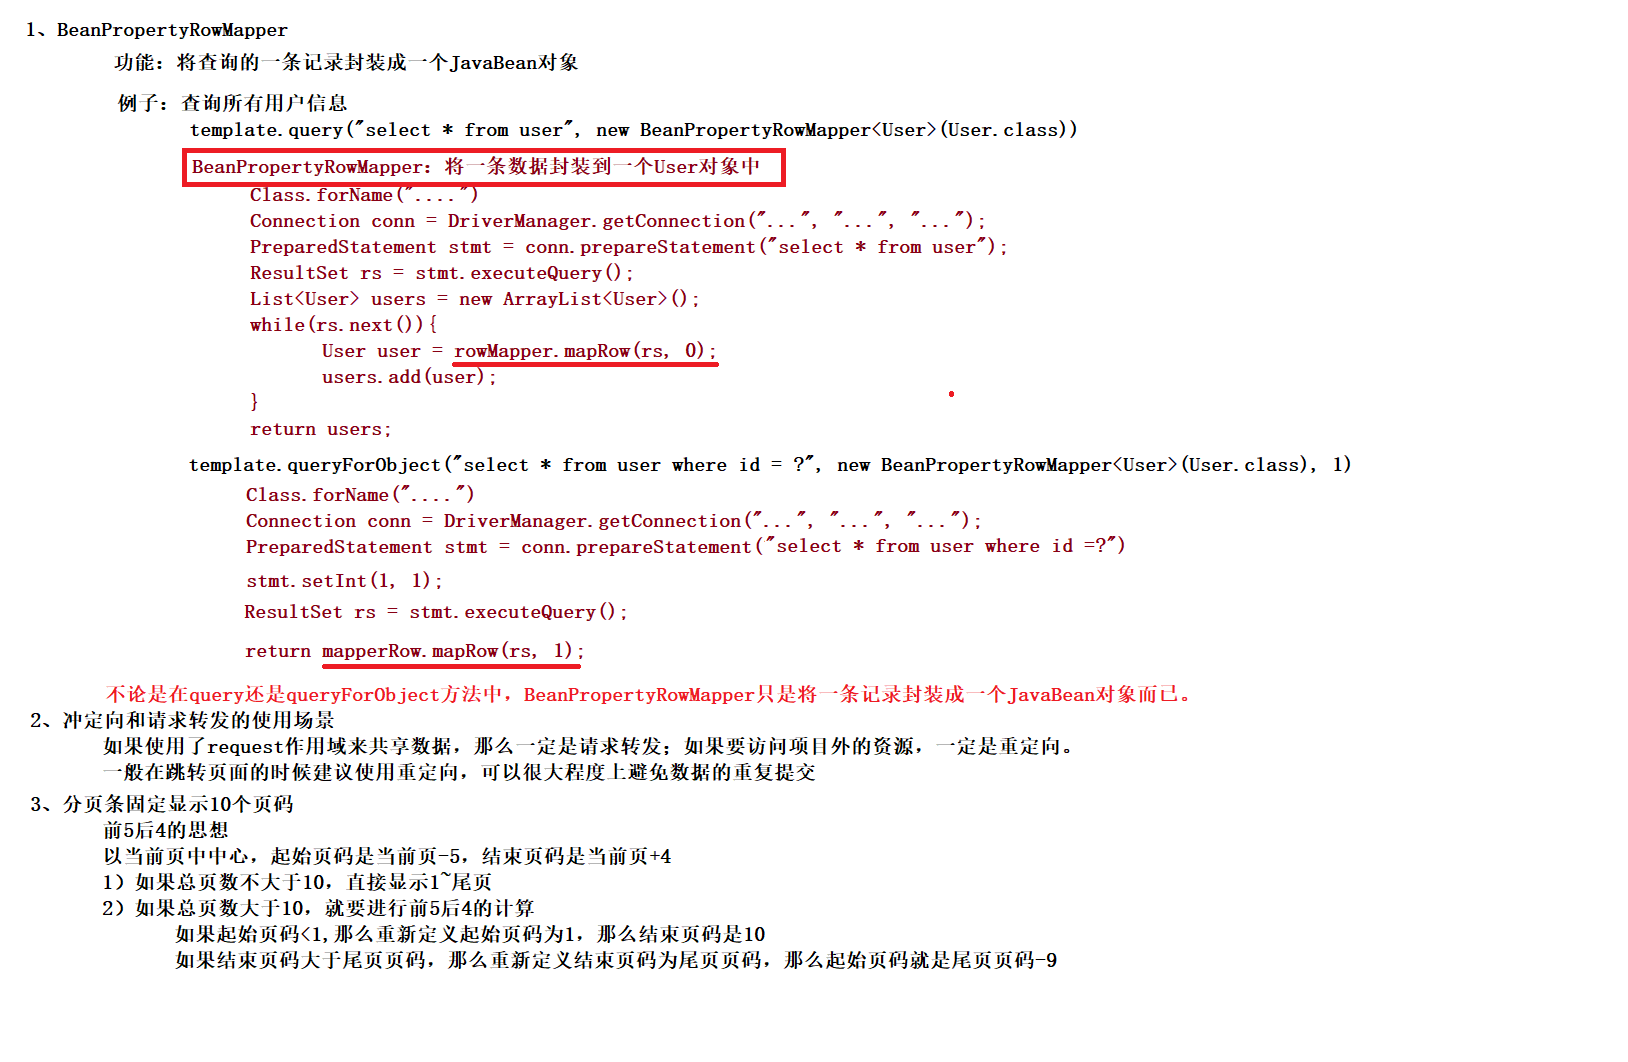 1、BeanPropertyRowMapper
功能：将查询的一条记录封装成一个JavaBean对象
例子：查询所有用户信息
template.query("select * from user", new BeanPropertyRowMapper<User>(User.class))
BeanPropertyRowMapper：将一条数据封装到一个User对象中
Class.forName("....")
Connection conn = DriverManager.getConnection("...", "...", "...");
PreparedStatement stmt = conn.prepareStatement("select * from user");
ResultSet rs = stmt.executeQuery();
List<User> users = new ArrayList<User>();
while(rs.next()){
User user = rowMapper.mapRow(rs, 0);
users.add(user);
}
return users;
template.queryForObject("select * from user where id = ?", new BeanPropertyRowMapper<User>(User.class), 1)
Class.forName("....")
Connection conn = DriverManager.getConnection("...", "...", "...");
PreparedStatement stmt = conn.prepareStatement("select * from user where id =?")
stmt.setInt(1, 1);
ResultSet rs = stmt.executeQuery();
return mapperRow.mapRow(rs, 1);
不论是在query还是queryForObject方法中，BeanPropertyRowMapper只是将一条记录封装成一个JavaBean对象而已。
2、冲定向和请求转发的使用场景
如果使用了request作用域来共享数据，那么一定是请求转发；如果要访问项目外的资源，一定是重定向。
一般在跳转页面的时候建议使用重定向，可以很大程度上避免数据的重复提交
3、分页条固定显示10个页码
前5后4的思想
以当前页中中心，起始页码是当前页-5，结束页码是当前页+4
1）如果总页数不大于10，直接显示1~尾页
2）如果总页数大于10，就要进行前5后4的计算
如果起始页码<1,那么重新定义起始页码为1，那么结束页码是10
如果结束页码大于尾页页码，那么重新定义结束页码为尾页页码，那么起始页码就是尾页页码-9